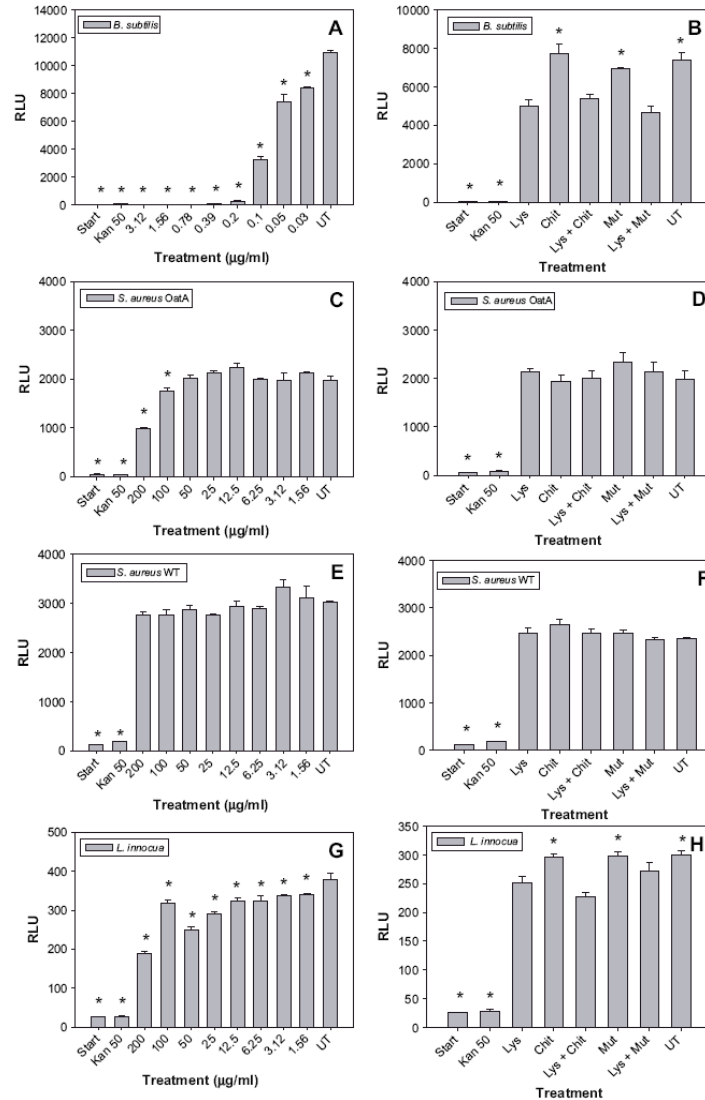 A
B. subtilis
RLU
14000
12000
10000
8000
6000
4000
2000
0
* * * * * * * * * *
Start Kan 50 3.12 1.56 0.78 0.39 0.2 0.1 0.05 0.03 UT
Treatment (µg/ml)
B
B. subtilis
RLU
10000
8000
6000
4000
2000
0
* * * * *
Start Kan 50 Lys Chit Lys + Chit Mut Lys + Mut UT
Treatment
C
S. aureus OatA
RLU
4000
3000
2000
1000
0
* * * *
Start Kan 50 200 100 50 25 12.5 6.25 3.12 1.56 UT
Treatment (µg/ml)
D
S. aureus OatA
RLU
4000
3000
2000
1000
0
* *
Start Kan 50 Lys Chit Lys + Chit Mut Lys + Mut UT
Treatment
E
S. aureus WT
RLU
4000
3000
2000
1000
0
* *
Start Kan 50 200 100 50 25 12.5 6.25 3.12 1.56 UT
Treatment (µg/ml)
F
S. aureus WT
RLU
4000
3000
2000
1000
0
* *
Start Kan 50 Lys Chit Lys + Chit Mut Lys + Mut UT
Treatment
G
L. innocua
RLU
500
400
300
200
100
0
* * * * * * * * * *
Start Kan 50 200 100 50 25 12.5 6.25 3.12 1.56 UT
Treatment (µg/ml)
H
L. innocua
RLU
350
300
250
200
150
100
50
0
* * * * *
Start Kan 50 Lys Chit Lys + Chit Mut Lys + Mut UT
Treatment